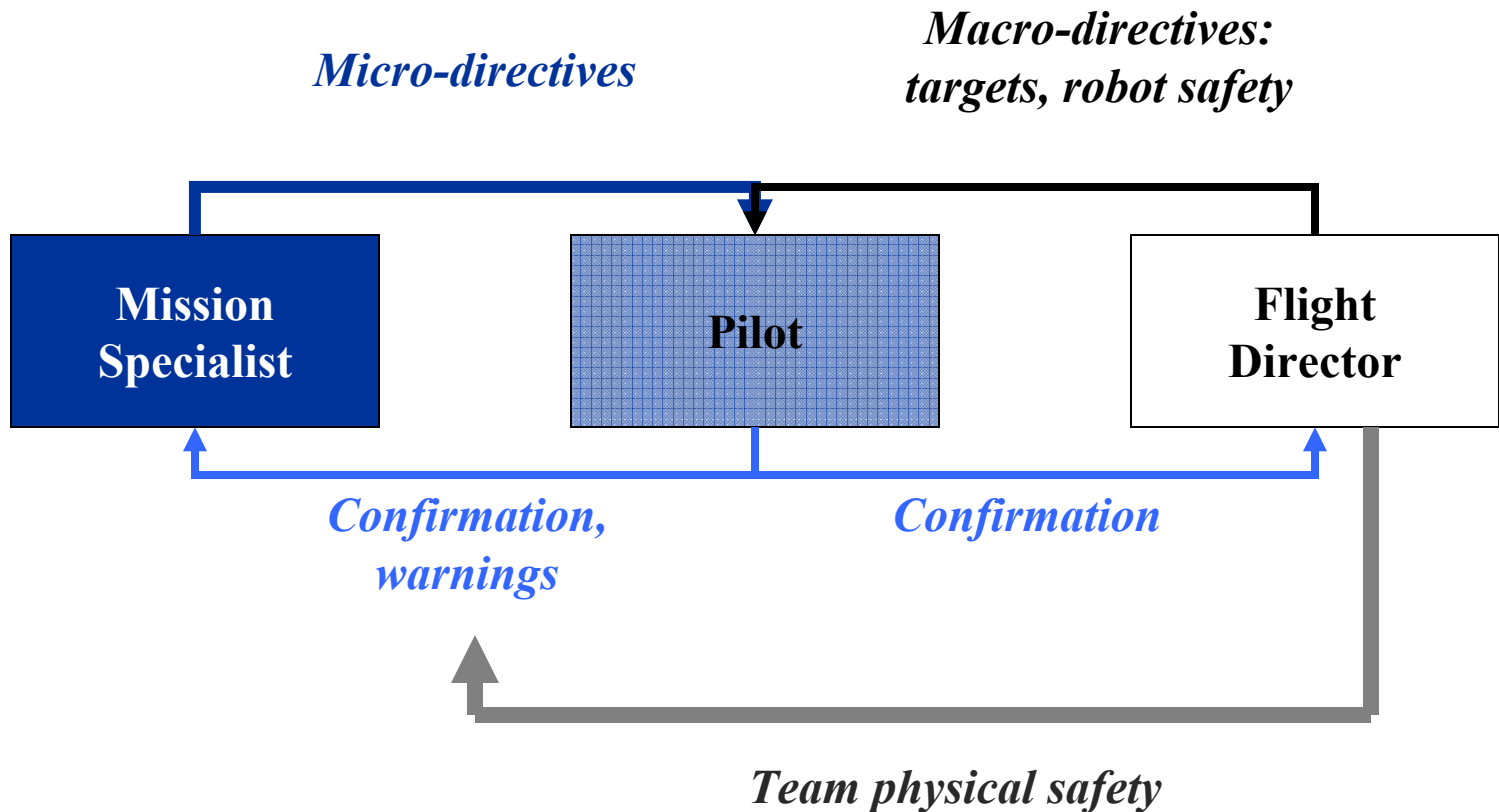 Micro-directives
Macro-directives:
targets, robot safety
Mission
Specialist
Pilot
Flight
Director
Confirmation,
warnings
Confirmation
Team physical safety